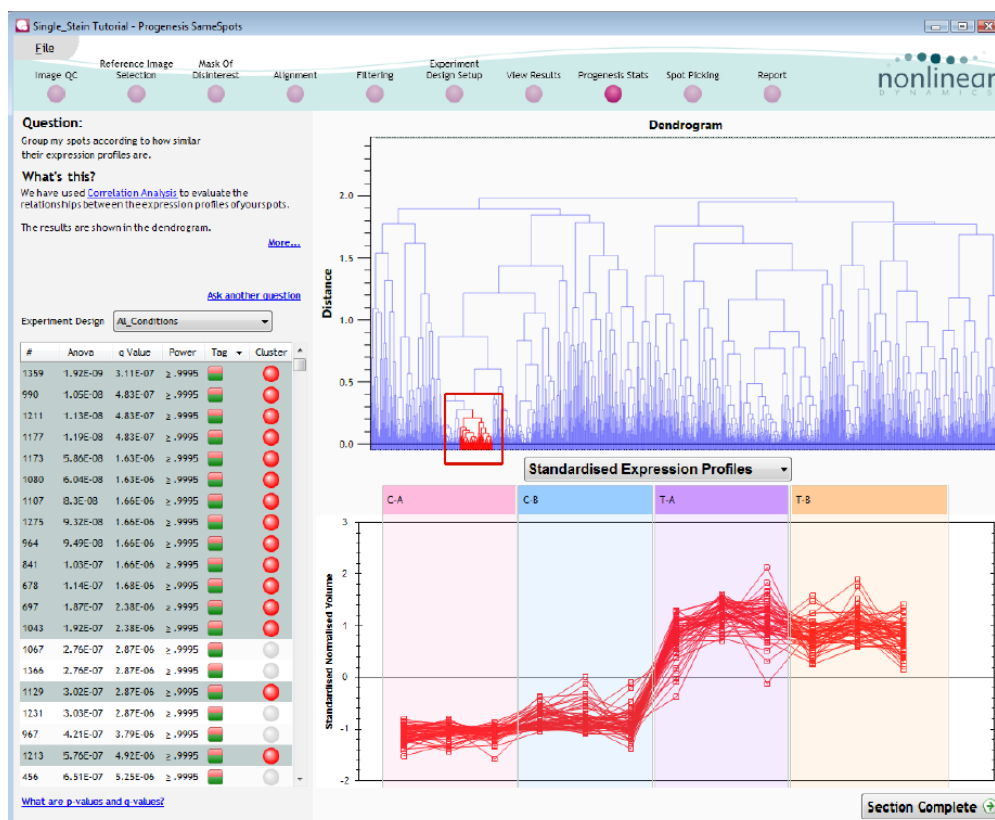 Single_Stain Tutorial - Progenesis SameSpots
File
Image QC
Reference Image Selection
Mask Of Disinterest
Alignment
Filtering
Experiment Design Setup
View Results
Progenesis Stats
Spot Picking
Report
nonlinear
DYNAMICS
Question:
Group my spots according to how similar
their expression profiles are.
What's this?
We have used Correlation Analysis to evaluate the
relationships between the expression profiles of your spots.
The results are shown in the dendrogram.
More...
Ask another question
Experiment Design All_Conditions
# Anova q Value Power Tag Cluster
1359 1.92E-09 3.11E-07 ≥ .9995
990 1.05E-08 4.83E-07 ≥ .9995
1211 1.13E-08 4.83E-07 ≥ .9995
1177 1.19E-08 4.83E-07 ≥ .9995
1173 5.86E-08 1.63E-06 ≥ .9995
1080 6.04E-08 1.63E-06 ≥ .9995
1107 8.3E-08 1.66E-06 ≥ .9995
1275 9.32E-08 1.66E-06 ≥ .9995
964 9.49E-08 1.66E-06 ≥ .9995
841 1.03E-07 1.66E-06 ≥ .9995
678 1.14E-07 1.68E-06 ≥ .9995
697 1.87E-07 2.38E-06 ≥ .9995
1043 1.92E-07 2.38E-06 ≥ .9995
1067 2.76E-07 2.87E-06 ≥ .9995
1366 2.76E-07 2.87E-06 ≥ .9995
1129 3.02E-07 2.87E-06 ≥ .9995
1231 3.03E-07 2.87E-06 ≥ .9995
967 4.21E-07 3.79E-06 ≥ .9995
1213 5.76E-07 4.92E-06 ≥ .9995
456 6.51E-07 5.25E-06 ≥ .9995
What are p-values and q-values?
Dendrogram
Distance
2.0
1.5
1.0
0.5
0.0
Standardised Expression Profiles
C-A
C-B
T-A
T-B
Standardised Normalised Volume
3
2
1
0
-1
-2
Section Complete